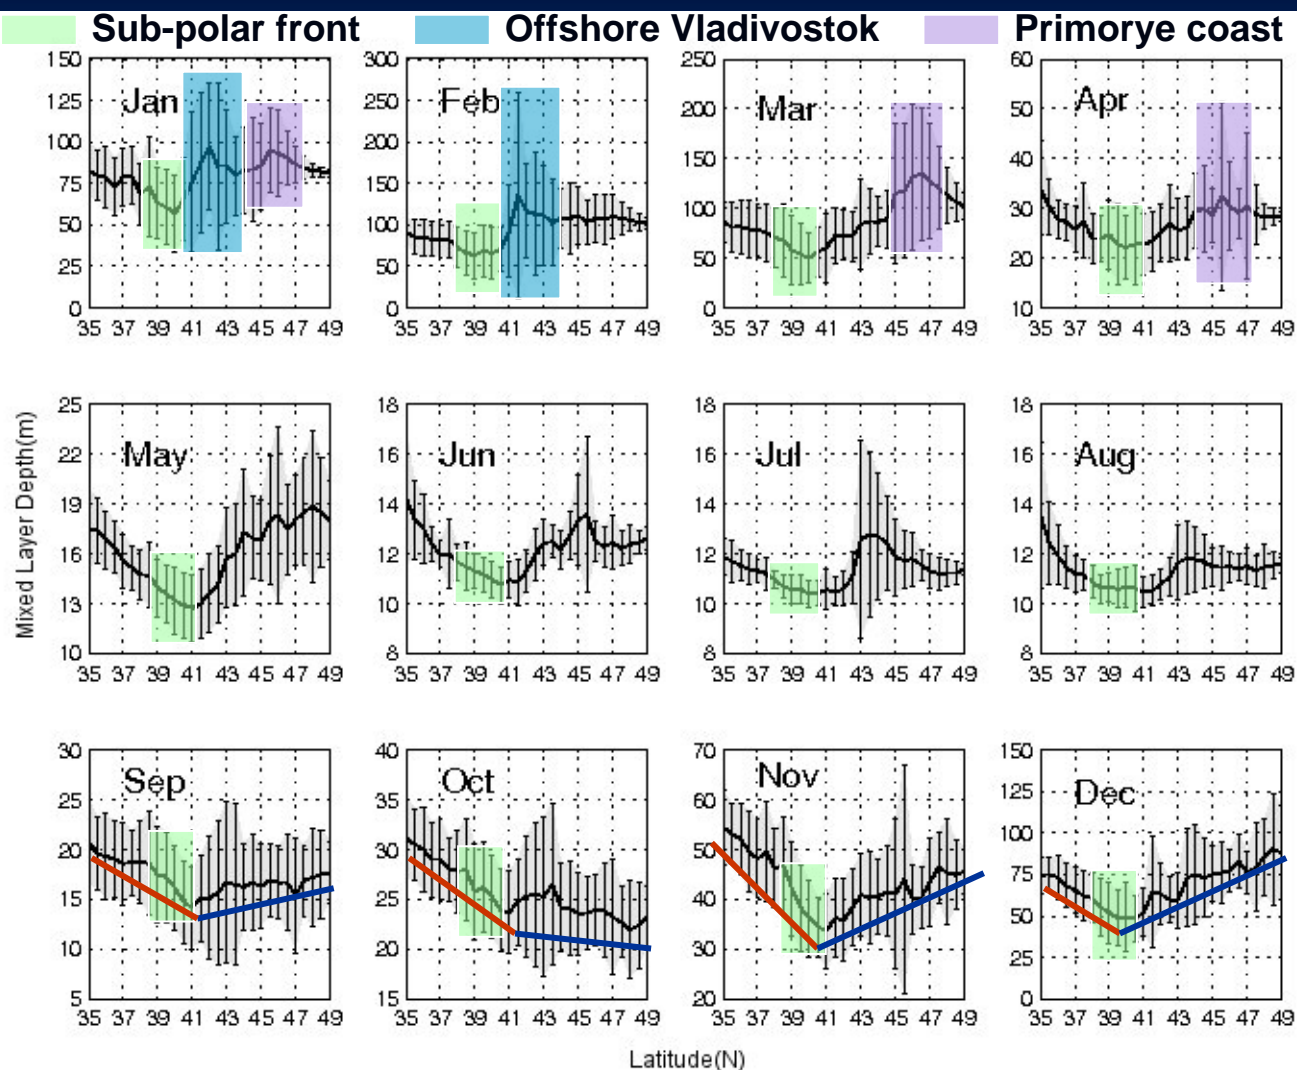 Sub-polar front Offshore Vladivostok Primorye coast
Jan Feb Mar Apr
150 300 250 60
125 250 200 50
100 200 150 40
75 150 100 30
50 100 50 20
25 50 0 10
0 0
35 37 39 41 43 45 47 49 35 37 39 41 43 45 47 49 35 37 39 41 43 45 47 49 35 37 39 41 43 45 47 49
Mixed Layer Depth(m)
May Jun Jul Aug
25 18 18 18
22 16 16 16
19 14 14 14
16 12 12 12
13 10 10 10
10 8 8 8
35 37 39 41 43 45 47 49 35 37 39 41 43 45 47 49 35 37 39 41 43 45 47 49 35 37 39 41 43 45 47 49
Sep Oct Nov Dec
30 40 70 150
25 35 60 125
20 30 50 100
15 25 40 75
10 20 30 50
5 15 20 25
0
35 37 39 41 43 45 47 49 35 37 39 41 43 45 47 49 35 37 39 41 43 45 47 49 35 37 39 41 43 45 47 49
Latitude(N)